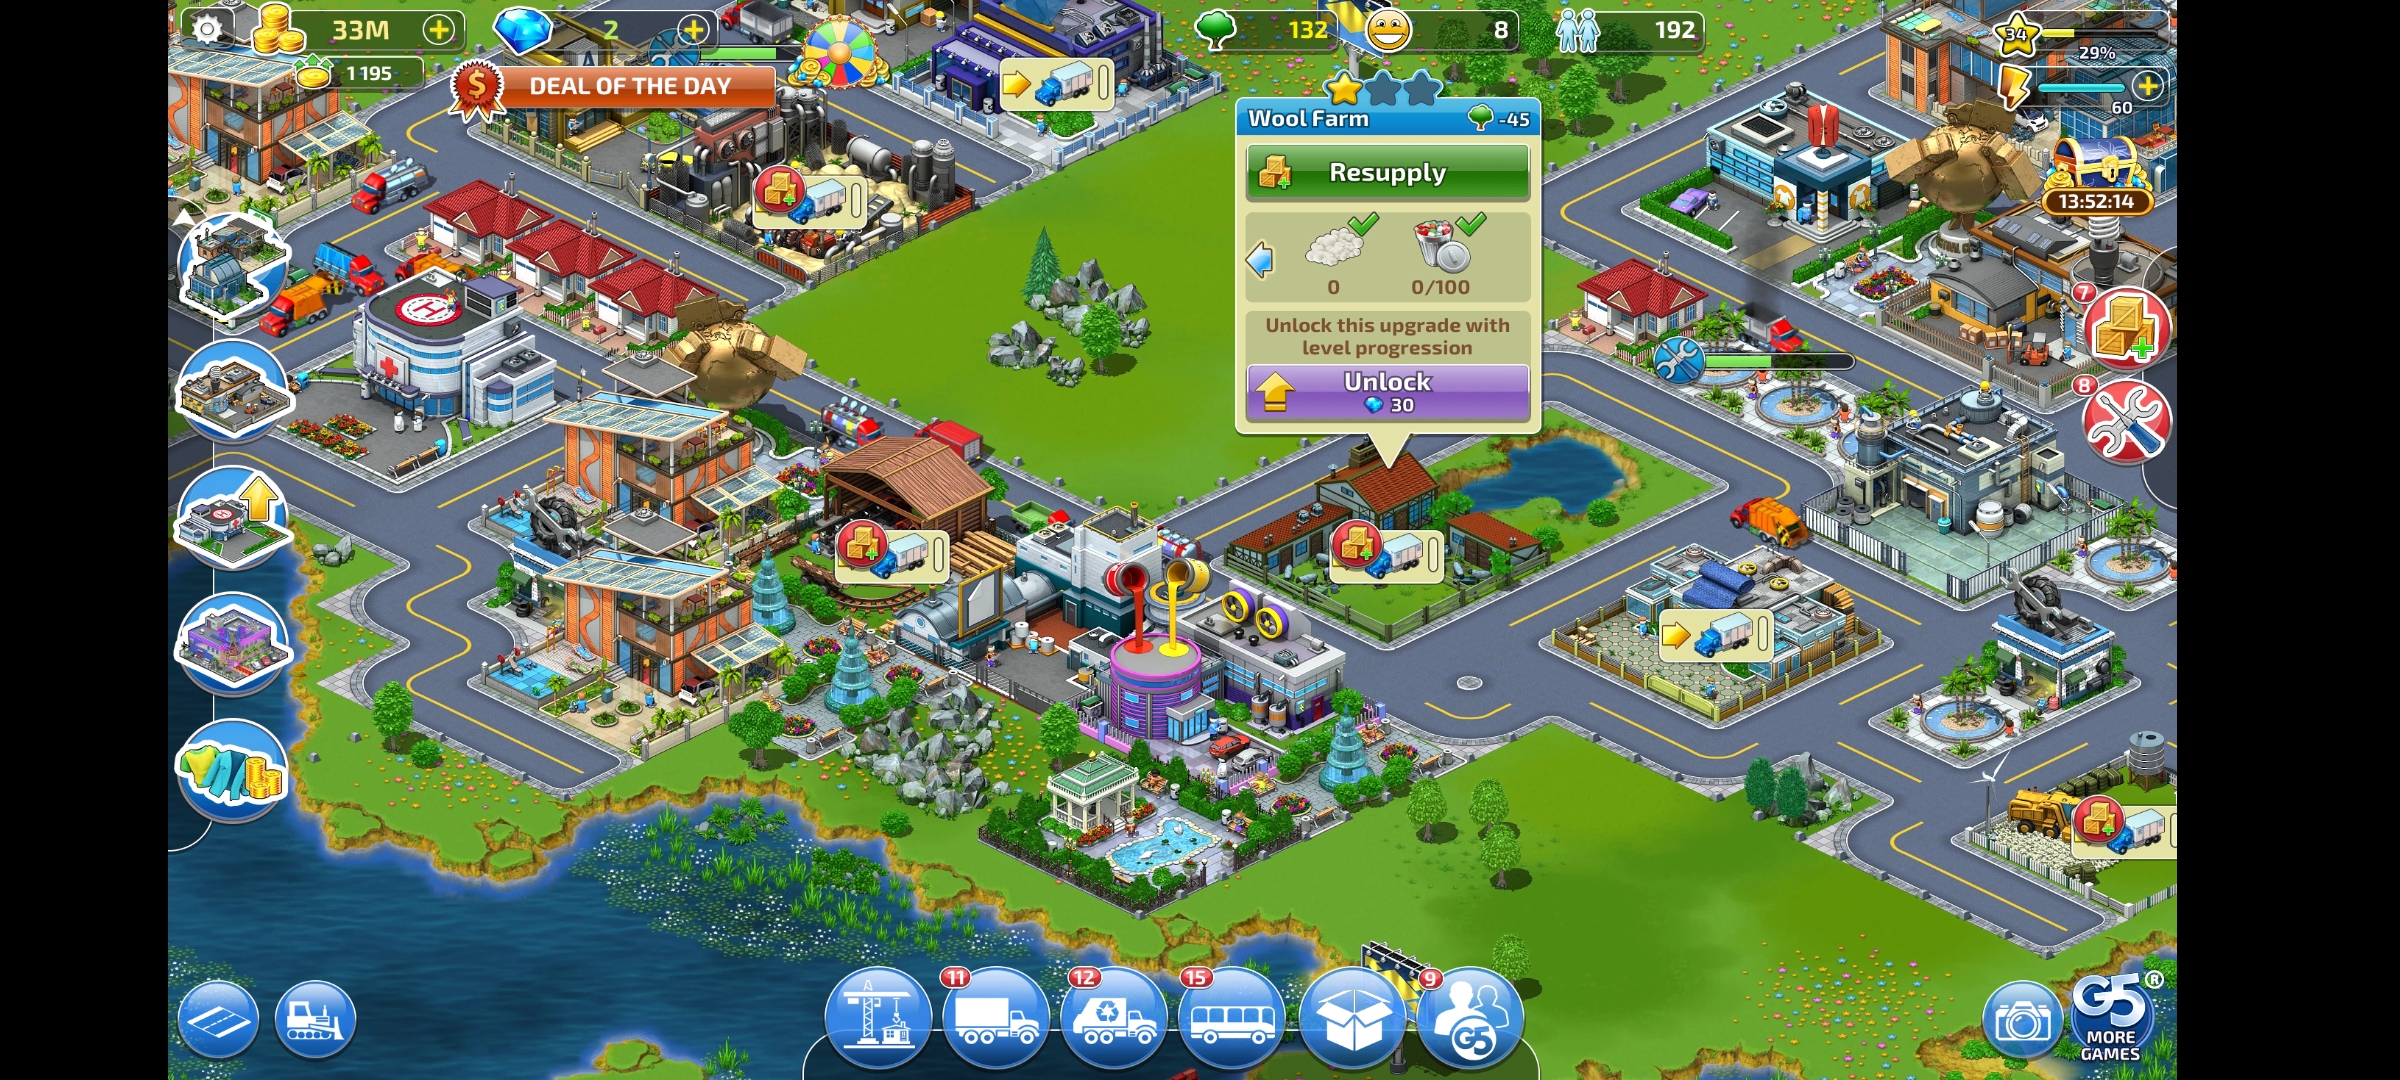 33M
2
132
8
192
34
29%
1 195
DEAL OF THE DAY
60
Wool Farm
-45
Resupply
13:52:14
0
0/100
7
Unlock this upgrade with
level progression
Unlock
30
8
H
11
12
15
9
G5
G5®
MORE
GAMES